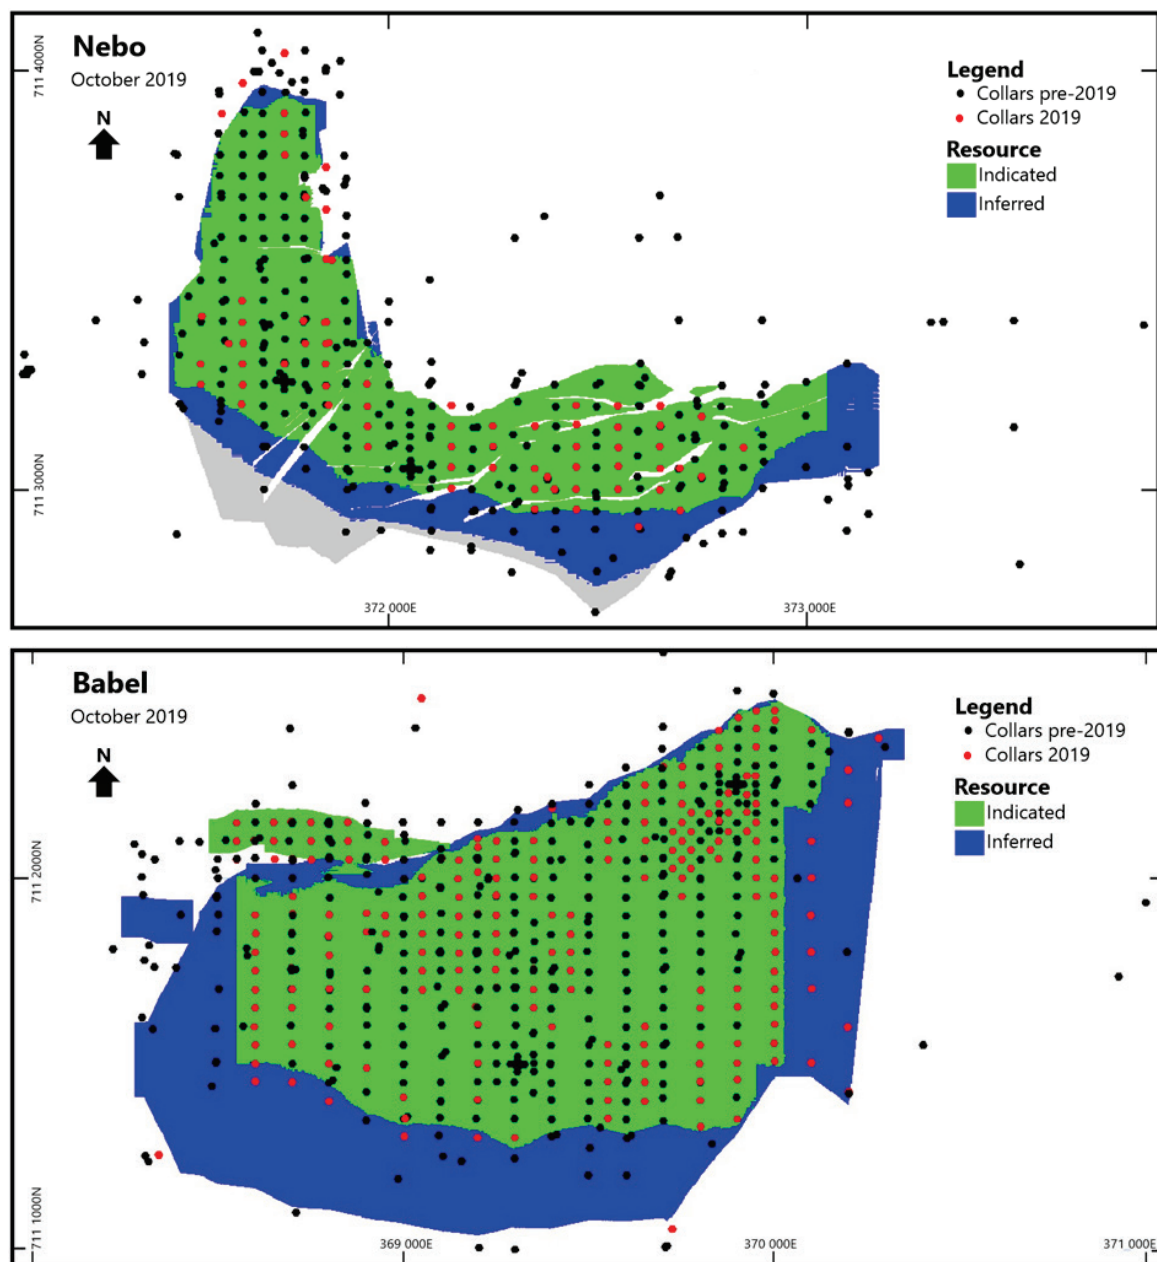 Nebo
October 2019
N
Legend
Collars pre-2019
Collars 2019
Resource
Indicated
Inferred
711 4000N
711 3000N
372 000E
373 000E
Babel
October 2019
N
Legend
Collars pre-2019
Collars 2019
Resource
Indicated
Inferred
711 2000N
711 1000N
369 000E
370 000E
371 000E